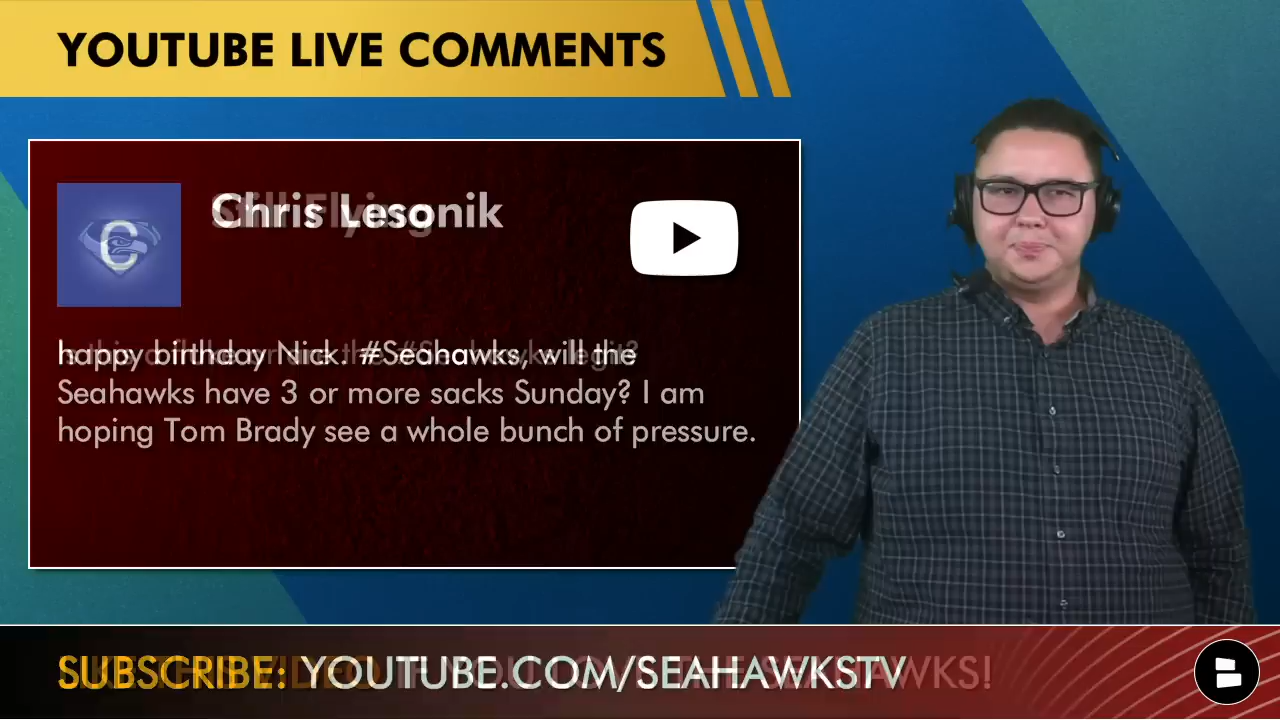 YOUTUBE LIVE COMMENTS
Chris Lesonik
C
happy birthday Nick. #Seahawks, will the
Seahawks have 3 or more sacks Sunday? I am
hoping Tom Brady see a whole bunch of pressure.
SUBSCRIBE: YOUTUBE.COM/SEAHAWKSTV